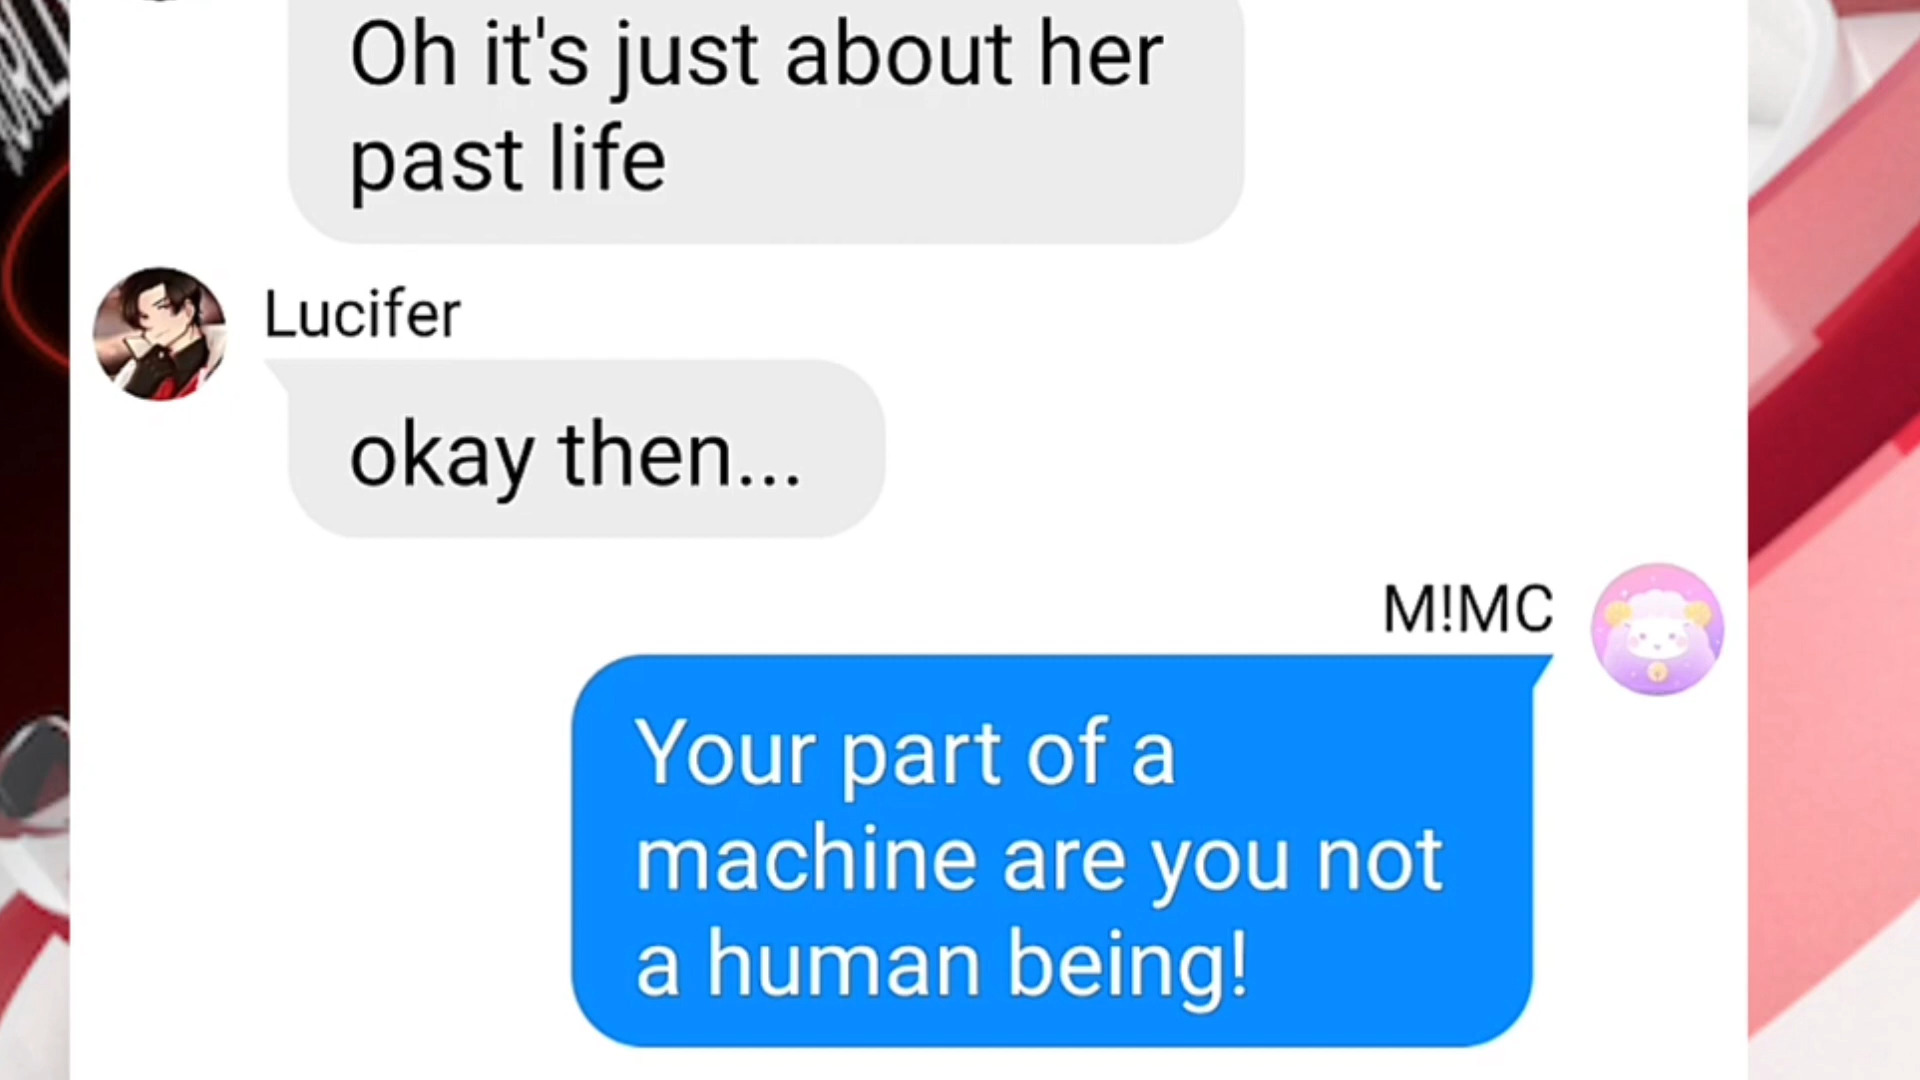 Oh it's just about her
past life
Lucifer
okay then...
M!MC
Your part of a
machine are you not
a human being!